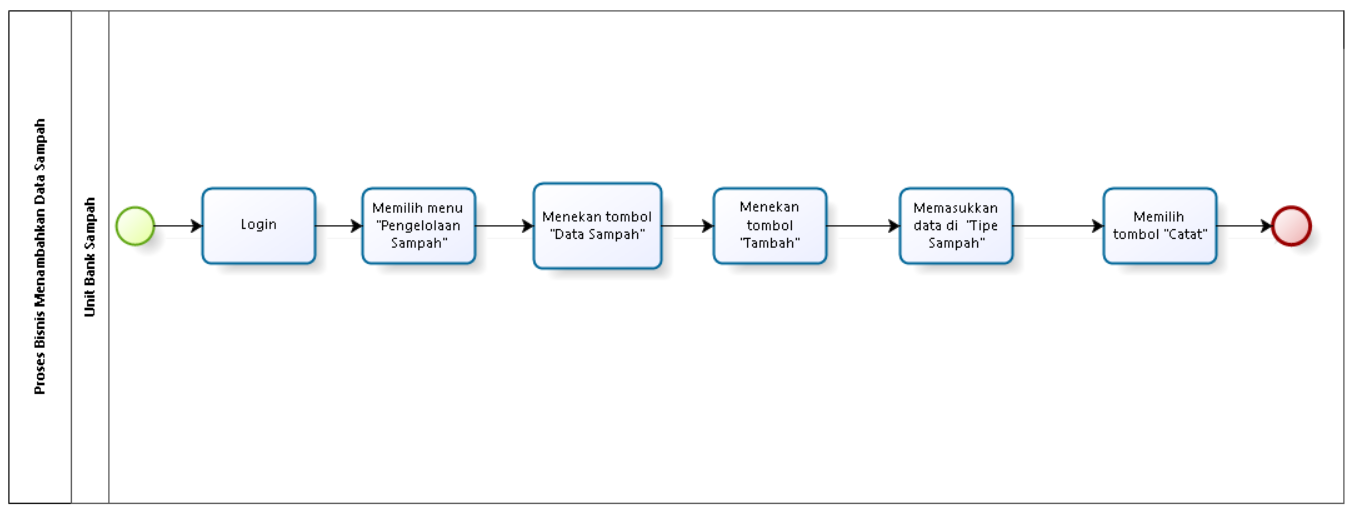 Proses Bisnis Menambahkan Data Sampah
Unit Bank Sampah
Login
Memilih menu
"Pengelolaan
Sampah"
Menekan tombol
"Data Sampah"
Menekan
tombol
"Tambah"
Memasukkan
data di  "Tipe
Sampah"
Memilih
tombol "Catat"